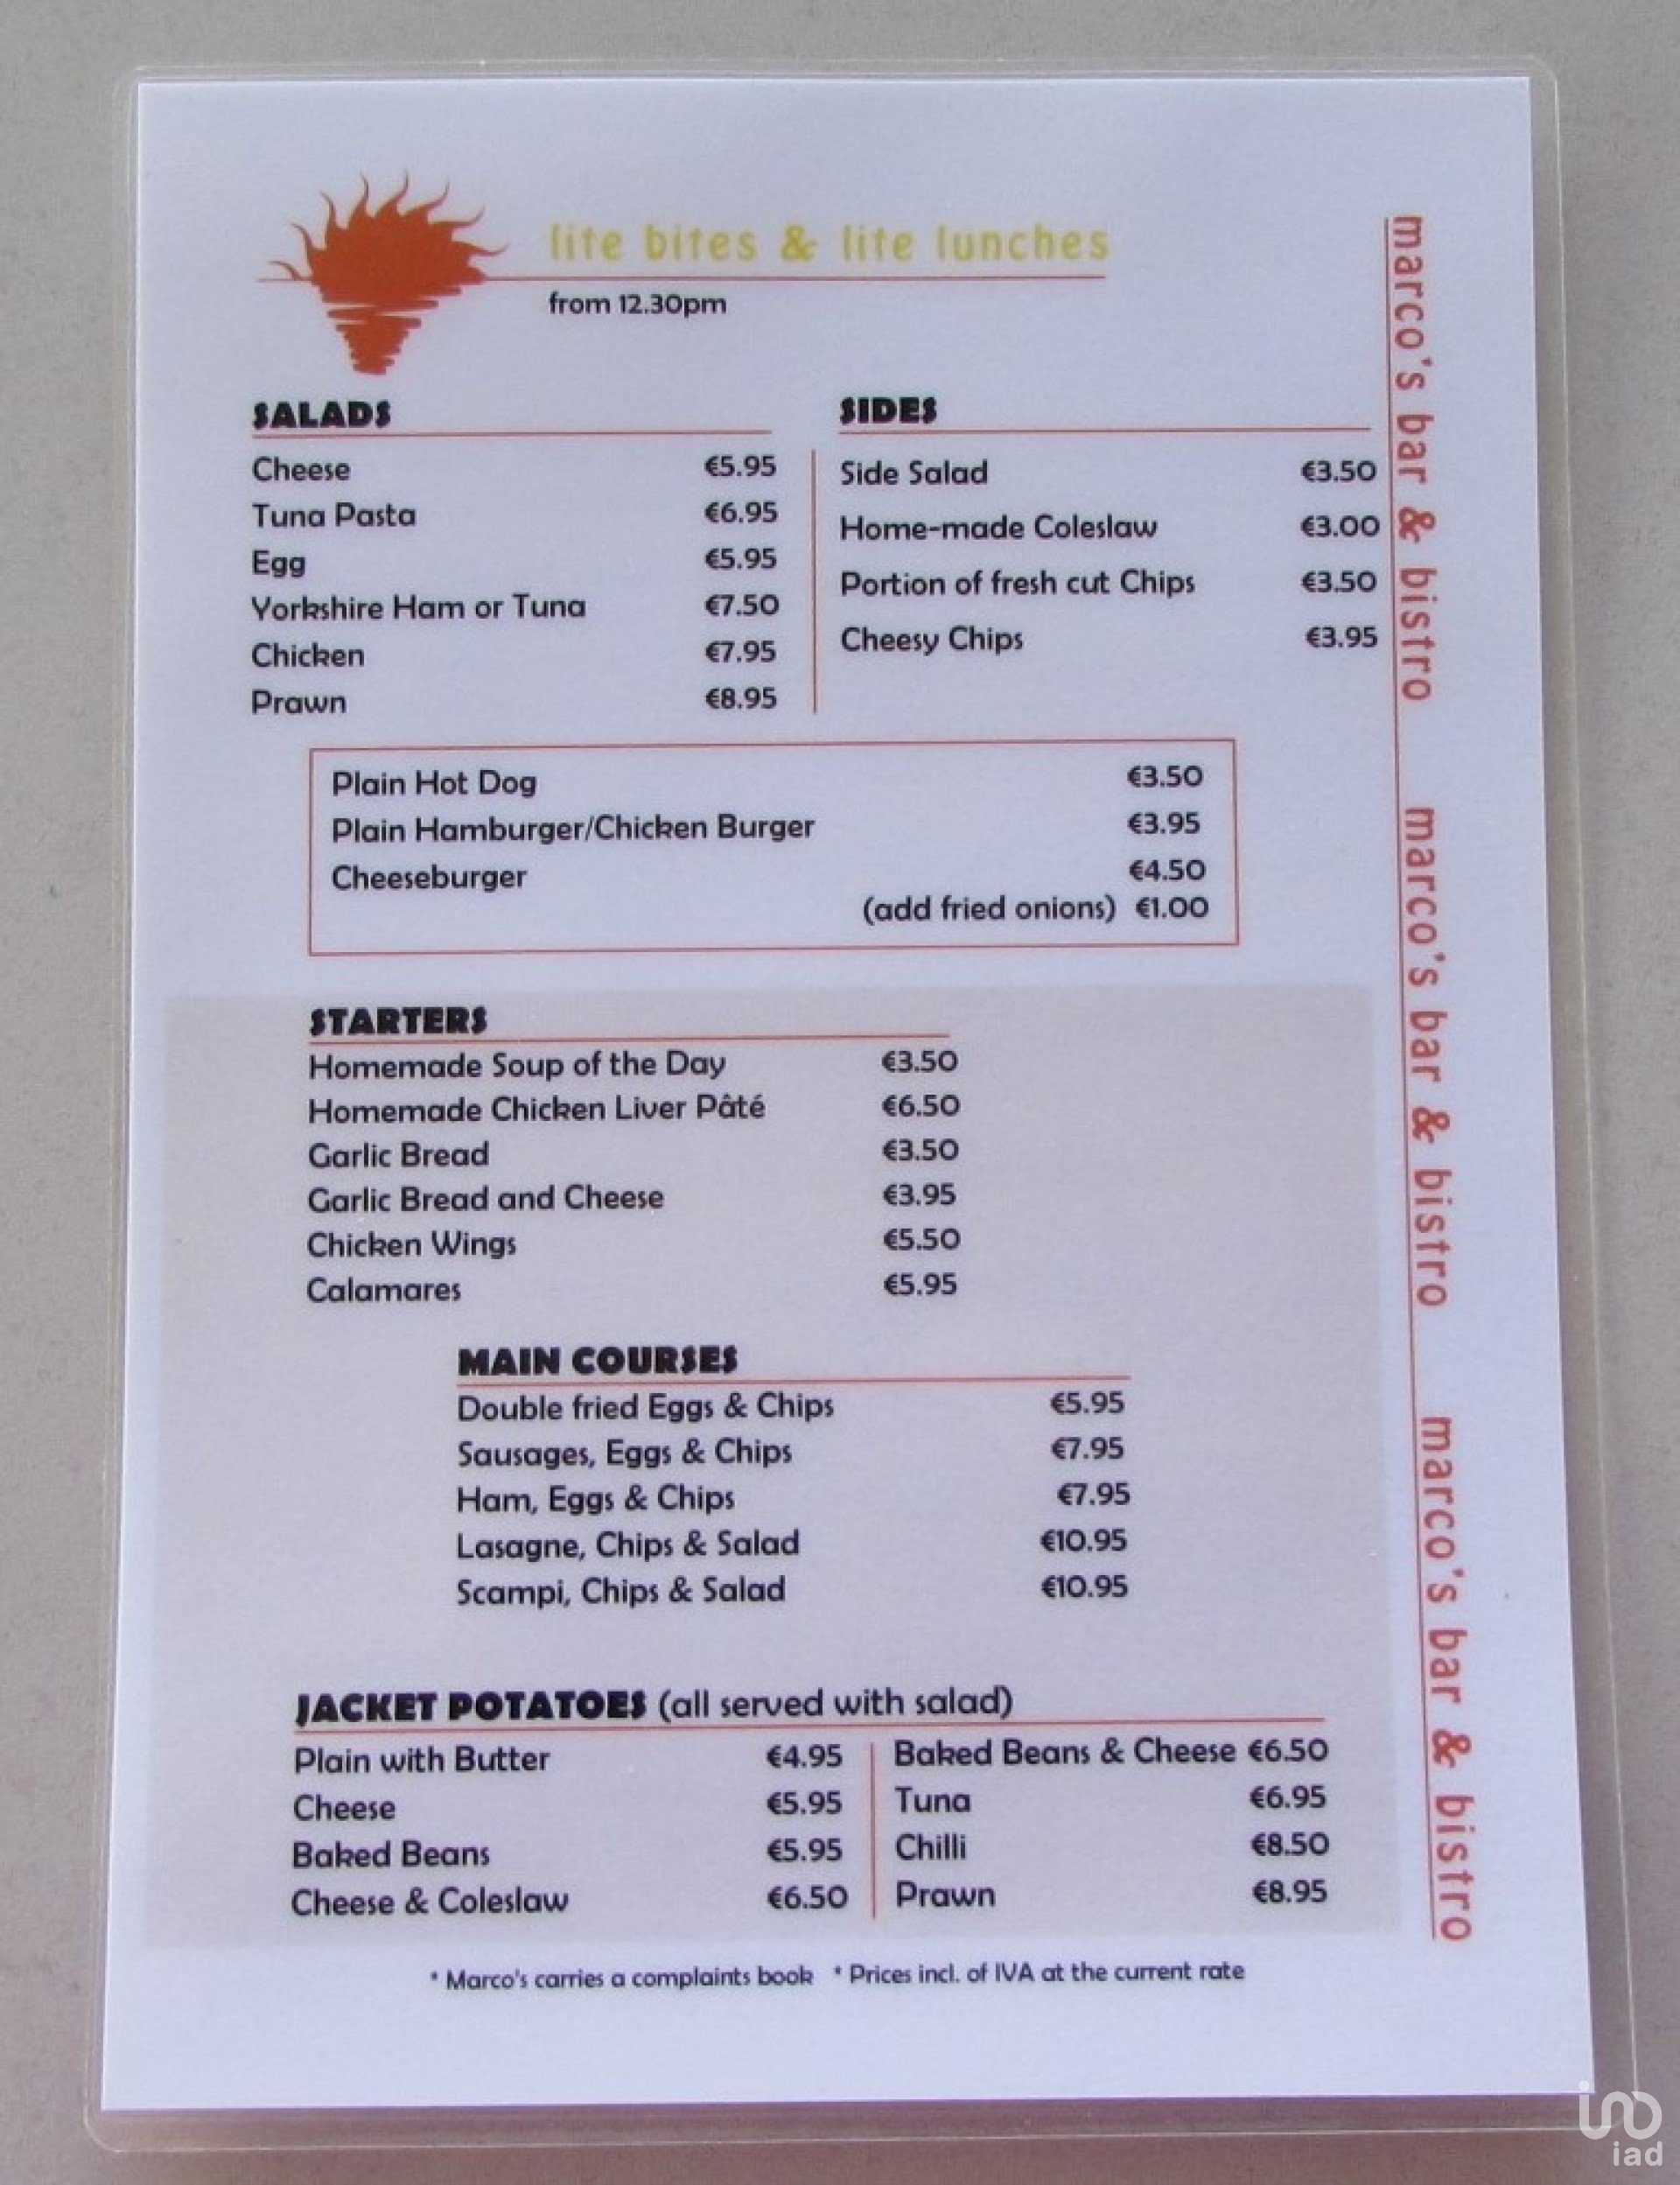 lite bites & lite lunches
from 12.30pm
SALADS
Cheese €5.95
Tuna Pasta €6.95
Egg €5.95
Yorkshire Ham or Tuna €7.50
Chicken €7.95
Prawn €8.95
SIDES
Side Salad €3.50
Home-made Coleslaw €3.00
Portion of fresh cut Chips €3.50
Cheesy Chips €3.95
Plain Hot Dog €3.50
Plain Hamburger/Chicken Burger €3.95
Cheeseburger €4.50
(add fried onions) €1.00
STARTERS
Homemade Soup of the Day €3.50
Homemade Chicken Liver Pâté €6.50
Garlic Bread €3.50
Garlic Bread and Cheese €3.95
Chicken Wings €5.50
Calamares €5.95
MAIN COURSES
Double fried Eggs & Chips €5.95
Sausages, Eggs & Chips €7.95
Ham, Eggs & Chips €7.95
Lasagne, Chips & Salad €10.95
Scampi, Chips & Salad €10.95
JACKET POTATOES (all served with salad)
Plain with Butter €4.95
Cheese €5.95
Baked Beans €5.95
Cheese & Coleslaw €6.50
Baked Beans & Cheese €6.50
Tuna €6.95
Chilli €8.50
Prawn €8.95
* Marco's carries a complaints book * Prices incl. of IVA at the current rate
marco's bar & bistro marco's bar & bistro marco's bar & bistro
iad